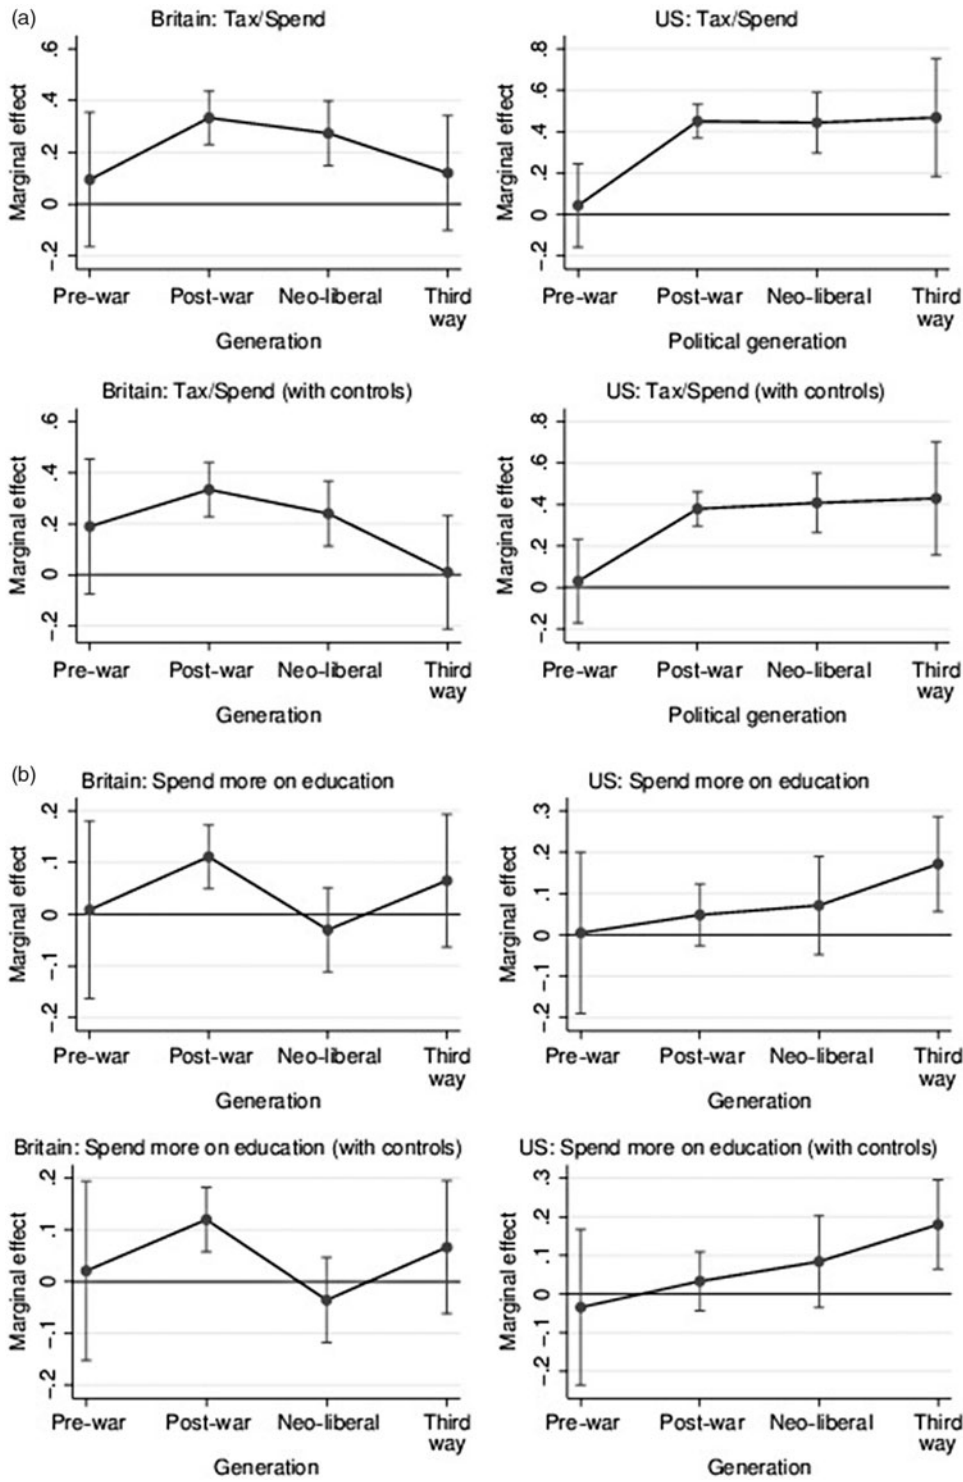 (a)
Britain: Tax/Spend
Marginal effect
.6
.4
.2
0
-.2
Pre-war Post-war Neo-liberal Third way
Generation
US: Tax/Spend
Marginal effect
.8
.6
.4
.2
0
-.2
Pre-war Post-war Neo-liberal Third way
Political generation
Britain: Tax/Spend (with controls)
Marginal effect
.6
.4
.2
0
-.2
Pre-war Post-war Neo-liberal Third way
Generation
US: Tax/Spend (with controls)
Marginal effect
.8
.6
.4
.2
0
-.2
Pre-war Post-war Neo-liberal Third way
Political generation
(b)
Britain: Spend more on education
Marginal effect
.2
.1
0
-.1
-.2
Pre-war Post-war Neo-liberal Third way
Generation
US: Spend more on education
Marginal effect
.3
.2
.1
0
-.1
-.2
Pre-war Post-war Neo-liberal Third way
Generation
Britain: Spend more on education (with controls)
Marginal effect
.2
.1
0
-.1
-.2
Pre-war Post-war Neo-liberal Third way
Generation
US: Spend more on education (with controls)
Marginal effect
.3
.2
.1
0
-.1
-.2
Pre-war Post-war Neo-liberal Third way
Generation